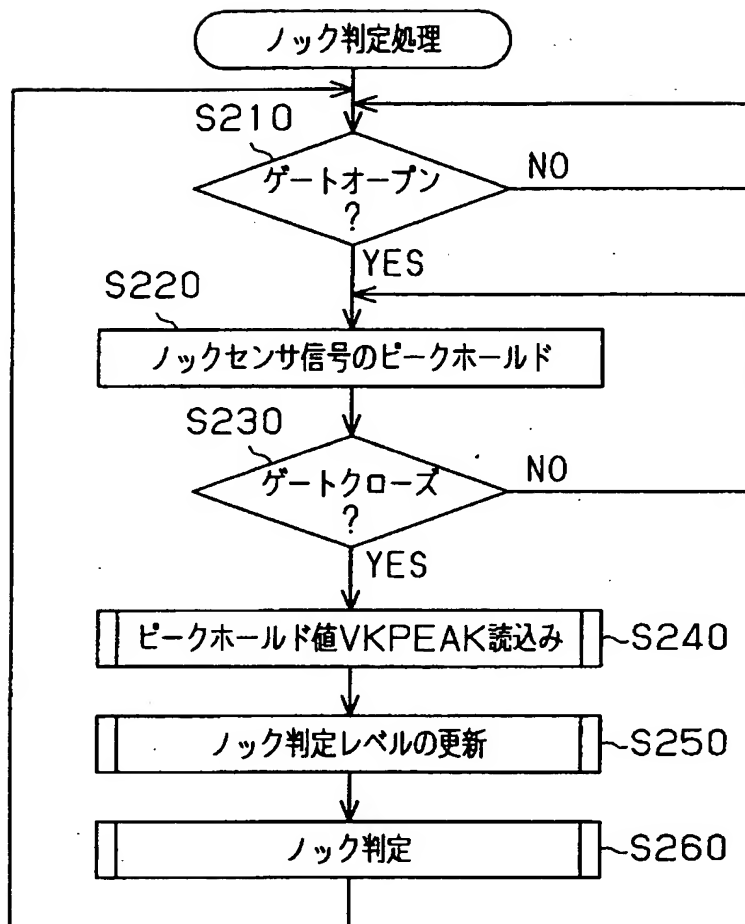 ノック判定処理
S210
ゲートオープン
?
NO
YES
S220
ノックセンサ信号のピークホールド
S230
ゲートクローズ
?
NO
YES
ピークホールド値VKPEAK読込み
S240
ノック判定レベルの更新
S250
ノック判定
S260